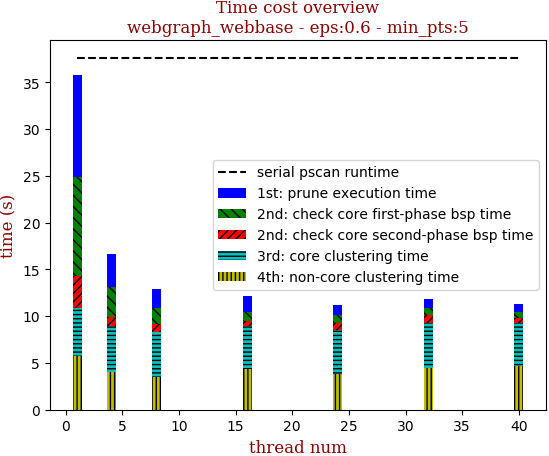 Time cost overview
webgraph_webbase - eps:0.6 - min_pts:5
time (s)
35
30
25
20
15
10
5
0
serial pscan runtime
1st: prune execution time
2nd: check core first-phase bsp time
2nd: check core second-phase bsp time
3rd: core clustering time
4th: non-core clustering time
0 5 10 15 20 25 30 35 40
thread num